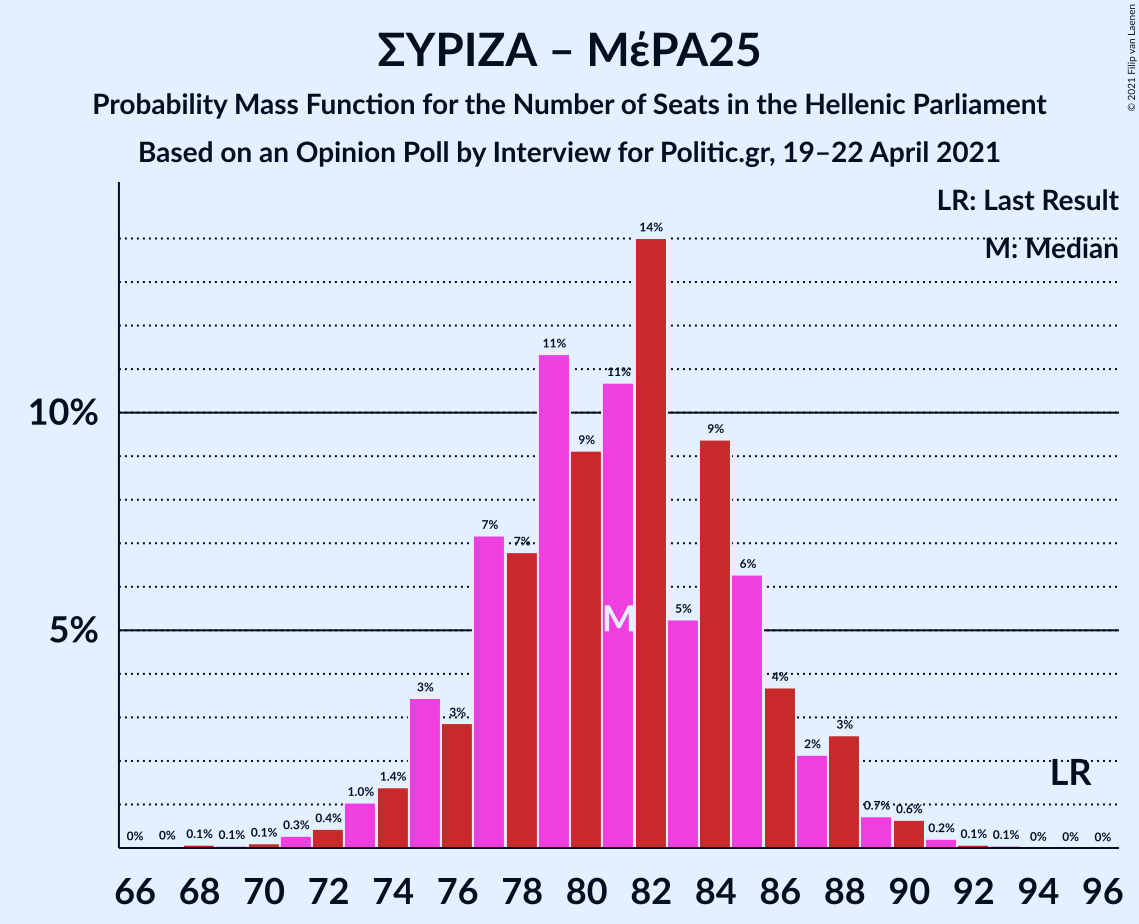 ΣΥΡΙΖΑ – ΜέΡΑ25
Probability Mass Function for the Number of Seats in the Hellenic Parliament
Based on an Opinion Poll by Interview for Politic.gr, 19–22 April 2021
© 2021 Filip van Laenen
LR: Last Result
M: Median
10%
5%
0% 0% 0.1% 0.1% 0.1% 0.3% 0.4% 1.0% 1.4% 3% 3% 7% 7% 11% 9% 11% 14% 5% 9% 6% 4% 2% 3% 0.7% 0.6% 0.2% 0.1% 0.1% 0% 0% 0%
M
LR
66 68 70 72 74 76 78 80 82 84 86 88 90 92 94 96